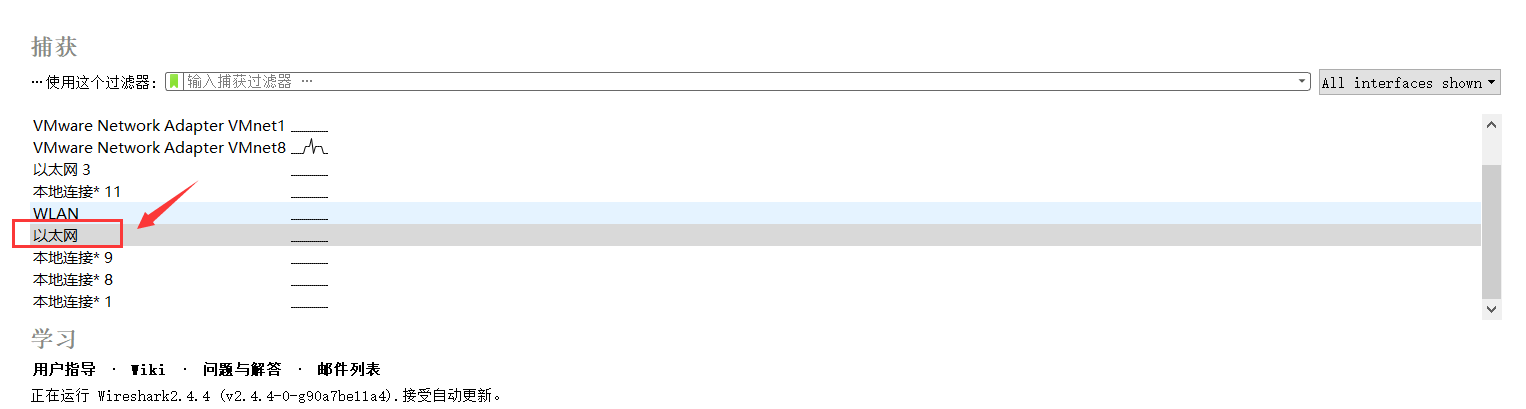 捕获
…使用这个过滤器： 输入捕获过滤器 … All interfaces shown
VMware Network Adapter VMnet1
VMware Network Adapter VMnet8
以太网 3
本地连接* 11
WLAN
以太网
本地连接* 9
本地连接* 8
本地连接* 1
学习
用户指导 · Wiki · 问题与解答 · 邮件列表
正在运行 Wireshark2.4.4 (v2.4.4-0-g90a7be11a4).接受自动更新。